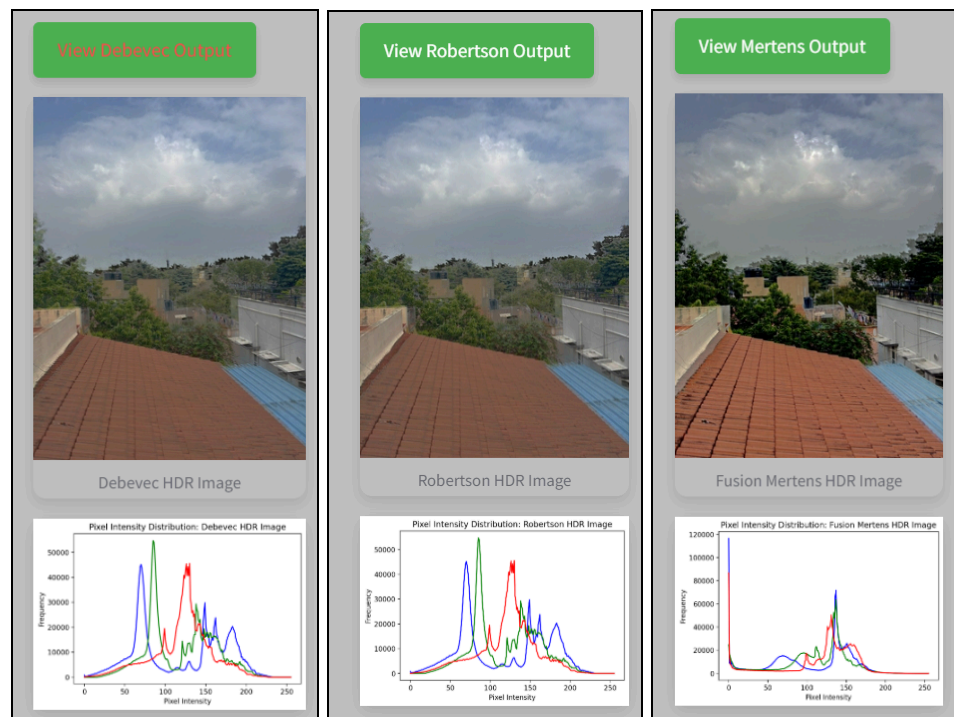 View Debevec Output
Debevec HDR Image
Pixel Intensity Distribution: Debevec HDR Image
Frequency
50000
40000
30000
20000
10000
0
0 50 100 150 200 250
Pixel Intensity
View Robertson Output
Robertson HDR Image
Pixel Intensity Distribution: Robertson HDR Image
Frequency
50000
40000
30000
20000
10000
0
0 50 100 150 200 250
Pixel Intensity
View Mertens Output
Fusion Mertens HDR Image
Pixel Intensity Distribution: Fusion Mertens HDR Image
Frequency
120000
100000
80000
60000
40000
20000
0
0 50 100 150 200 250
Pixel Intensity